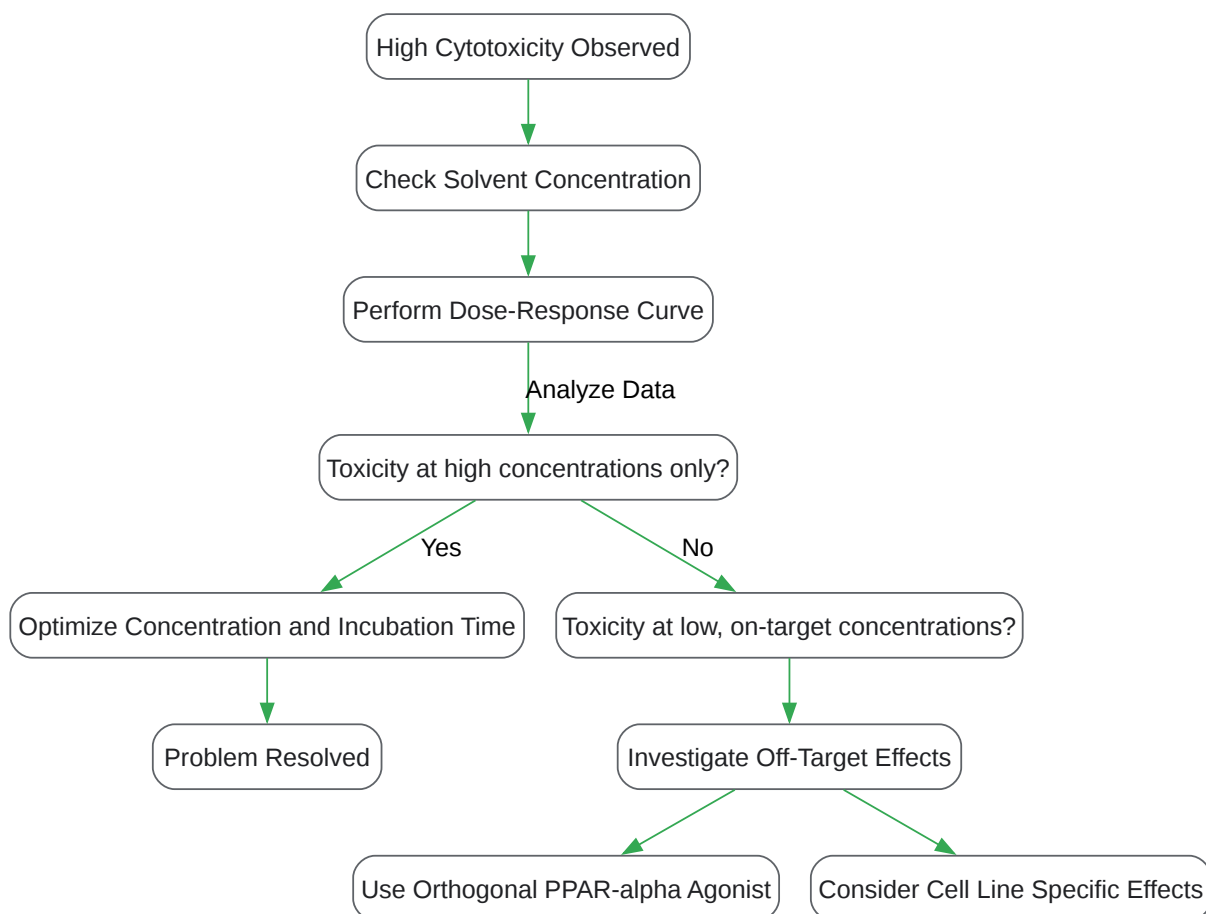 High Cytotoxicity Observed
Check Solvent Concentration
Perform Dose-Response Curve
Analyze Data
Toxicity at high concentrations only?
Yes
No
Optimize Concentration and Incubation Time
Toxicity at low, on-target concentrations?
Problem Resolved
Investigate Off-Target Effects
Use Orthogonal PPAR-alpha Agonist
Consider Cell Line Specific Effects